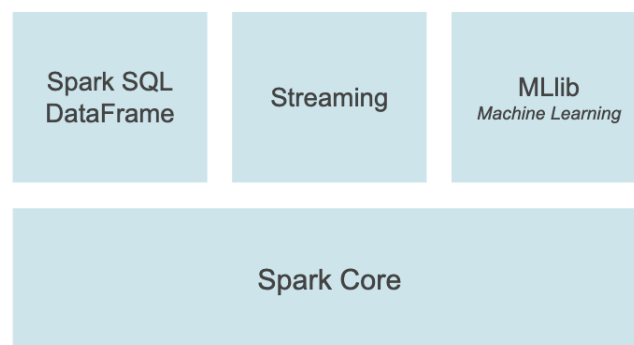 Spark SQL
DataFrame
Streaming
MLlib
Machine Learning
Spark Core